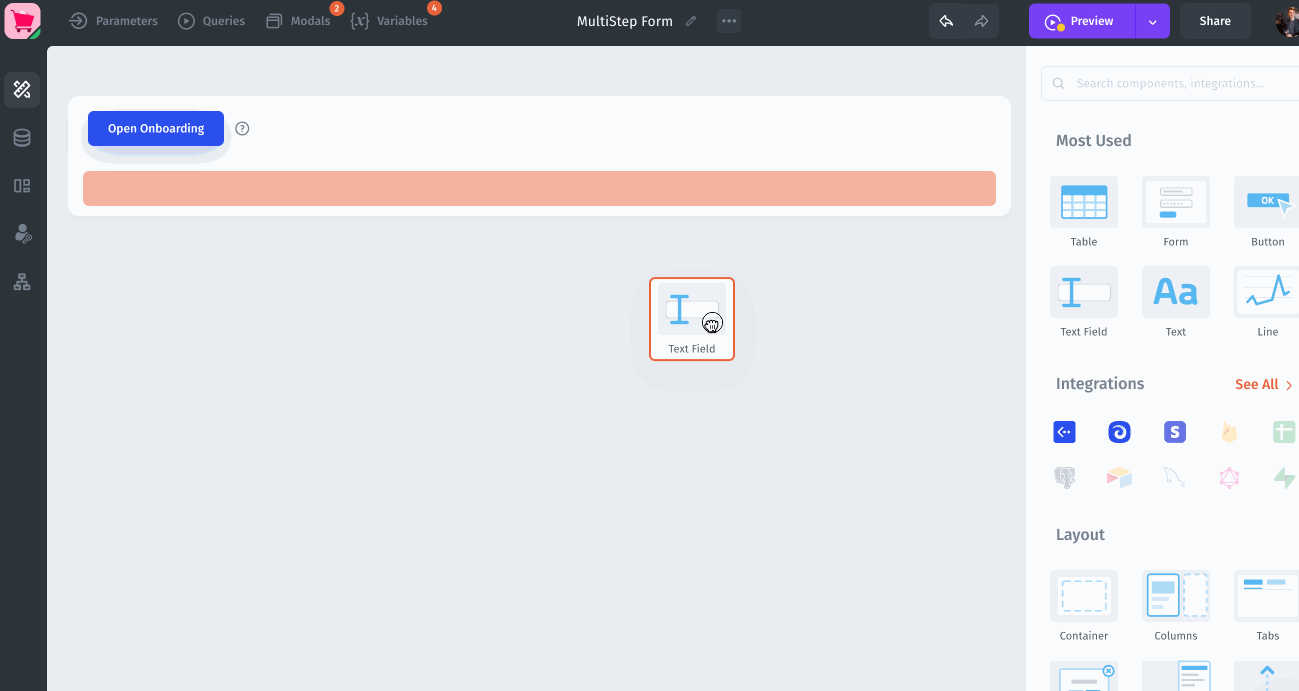 Parameters
Queries
Modals
2
{x} Variables
4
MultiStep Form
Preview
Share
Open Onboarding
?
Text Field
Search components, integrations...
Most Used
Table
Form
OK
Button
Text Field
Aa
Text
Line
Integrations
See All
S
Layout
Container
Columns
Tabs